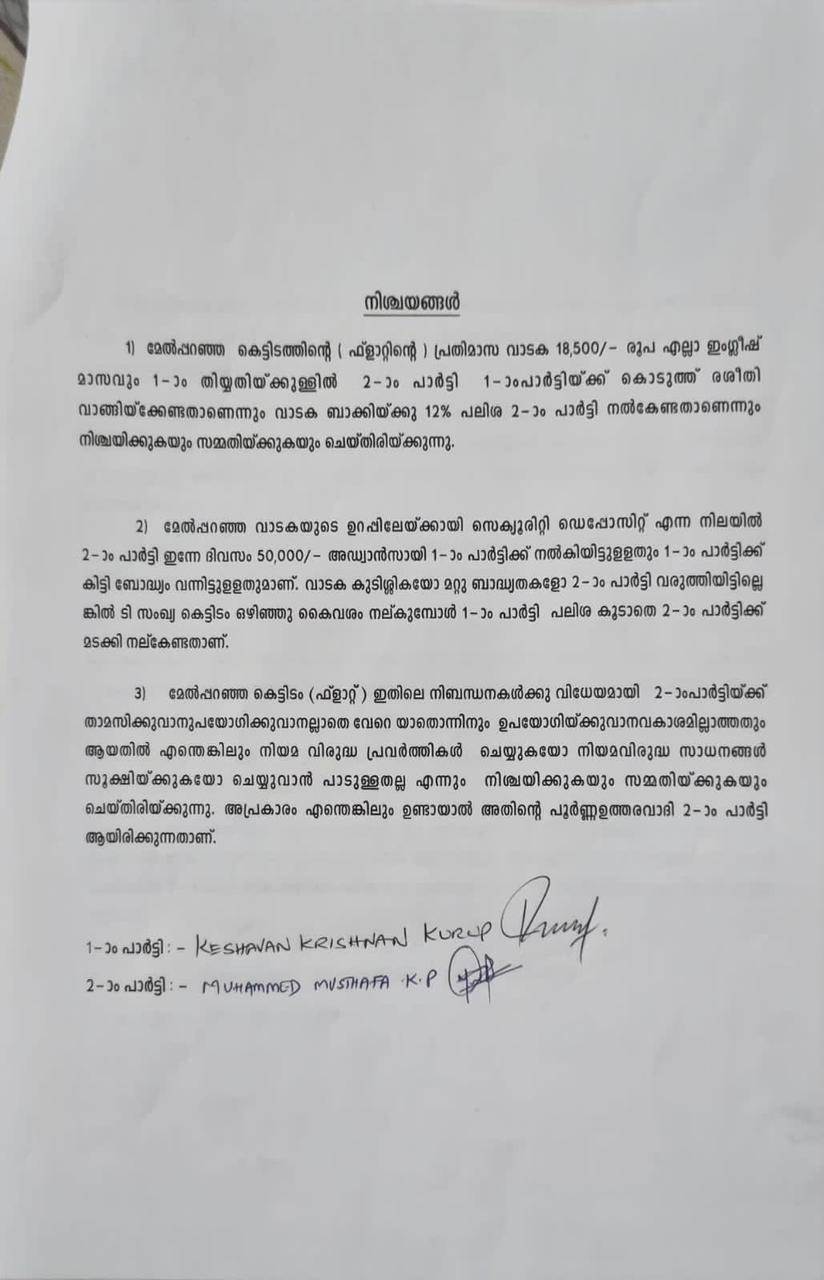 നിശ്ചയങ്ങൾ
1) മേൽപ്പറഞ്ഞ കെട്ടിടത്തിന്റെ ( ഫ്ളാറ്റിന്റെ ) പ്രതിമാസ വാടക 18,500/- രൂപ എല്ലാ ഇംഗ്ലീഷ്
മാസവും 1-ാം തിയ്യതിയ്ക്കുള്ളിൽ 2-ാം പാർട്ടി 1-ാംപാർട്ടിയ്ക്ക് കൊടുത്ത് രശീതി
വാങ്ങിയ്ക്കേണ്ടതാണെന്നും വാടക ബാക്കിയ്ക്കു 12% പലിശ 2-ാം പാർട്ടി നൽകേണ്ടതാണെന്നും
നിശ്ചയിക്കുകയും സമ്മതിയ്ക്കുകയും ചെയ്തിരിയ്ക്കുന്നു.
2) മേൽപ്പറഞ്ഞ വാടകയുടെ ഉറപ്പിലേയ്ക്കായി സെക്യൂരിറ്റി ഡെപ്പോസിറ്റ് എന്ന നിലയിൽ
2-ാം പാർട്ടി ഇന്നേ ദിവസം 50,000/- അഡ്വാൻസായി 1-ാം പാർട്ടിക്ക് നൽകിയിട്ടുളളതും 1-ാം പാർട്ടിക്ക്
കിട്ടി ബോദ്ധ്യം വന്നിട്ടുളളതുമാണ്. വാടക കുടിശ്ശികയോ മറ്റു ബാദ്ധ്യതകളോ 2-ാം പാർട്ടി വരുത്തിയിട്ടില്ലെ
ങ്കിൽ ടി സംഖ്യ കെട്ടിടം ഒഴിഞ്ഞു കൈവശം നല്കുമ്പോൾ 1-ാം പാർട്ടി പലിശ കൂടാതെ 2-ാം പാർട്ടിക്ക്
മടക്കി നല്കേണ്ടതാണ്.
3) മേൽപ്പറഞ്ഞ കെട്ടിടം (ഫ്ളാറ്റ് ) ഇതിലെ നിബന്ധനകൾക്കു വിധേയമായി 2-ാംപാർട്ടിയ്ക്ക്
താമസിക്കുവാനുപയോഗിക്കുവാനല്ലാതെ വേറെ യാതൊന്നിനും ഉപയോഗിയ്ക്കുവാനവകാശമില്ലാത്തതും
ആയതിൽ എന്തെങ്കിലും നിയമ വിരുദ്ധ പ്രവർത്തികൾ ചെയ്യുകയോ നിയമവിരുദ്ധ സാധനങ്ങൾ
സൂക്ഷിയ്ക്കുകയോ ചെയ്യുവാൻ പാടുള്ളതല്ല എന്നും നിശ്ചയിക്കുകയും സമ്മതിയ്ക്കുകയും
ചെയ്തിരിയ്ക്കുന്നു. അപ്രകാരം എന്തെങ്കിലും ഉണ്ടായാൽ അതിന്റെ പൂർണ്ണഉത്തരവാദി 2-ാം പാർട്ടി
ആയിരിക്കുന്നതാണ്.
1-ാം പാർട്ടി : - KESHAVAN KRISHNAN KURUP
2-ാം പാർട്ടി : - MUHAMMED MUSTHAFA K.P